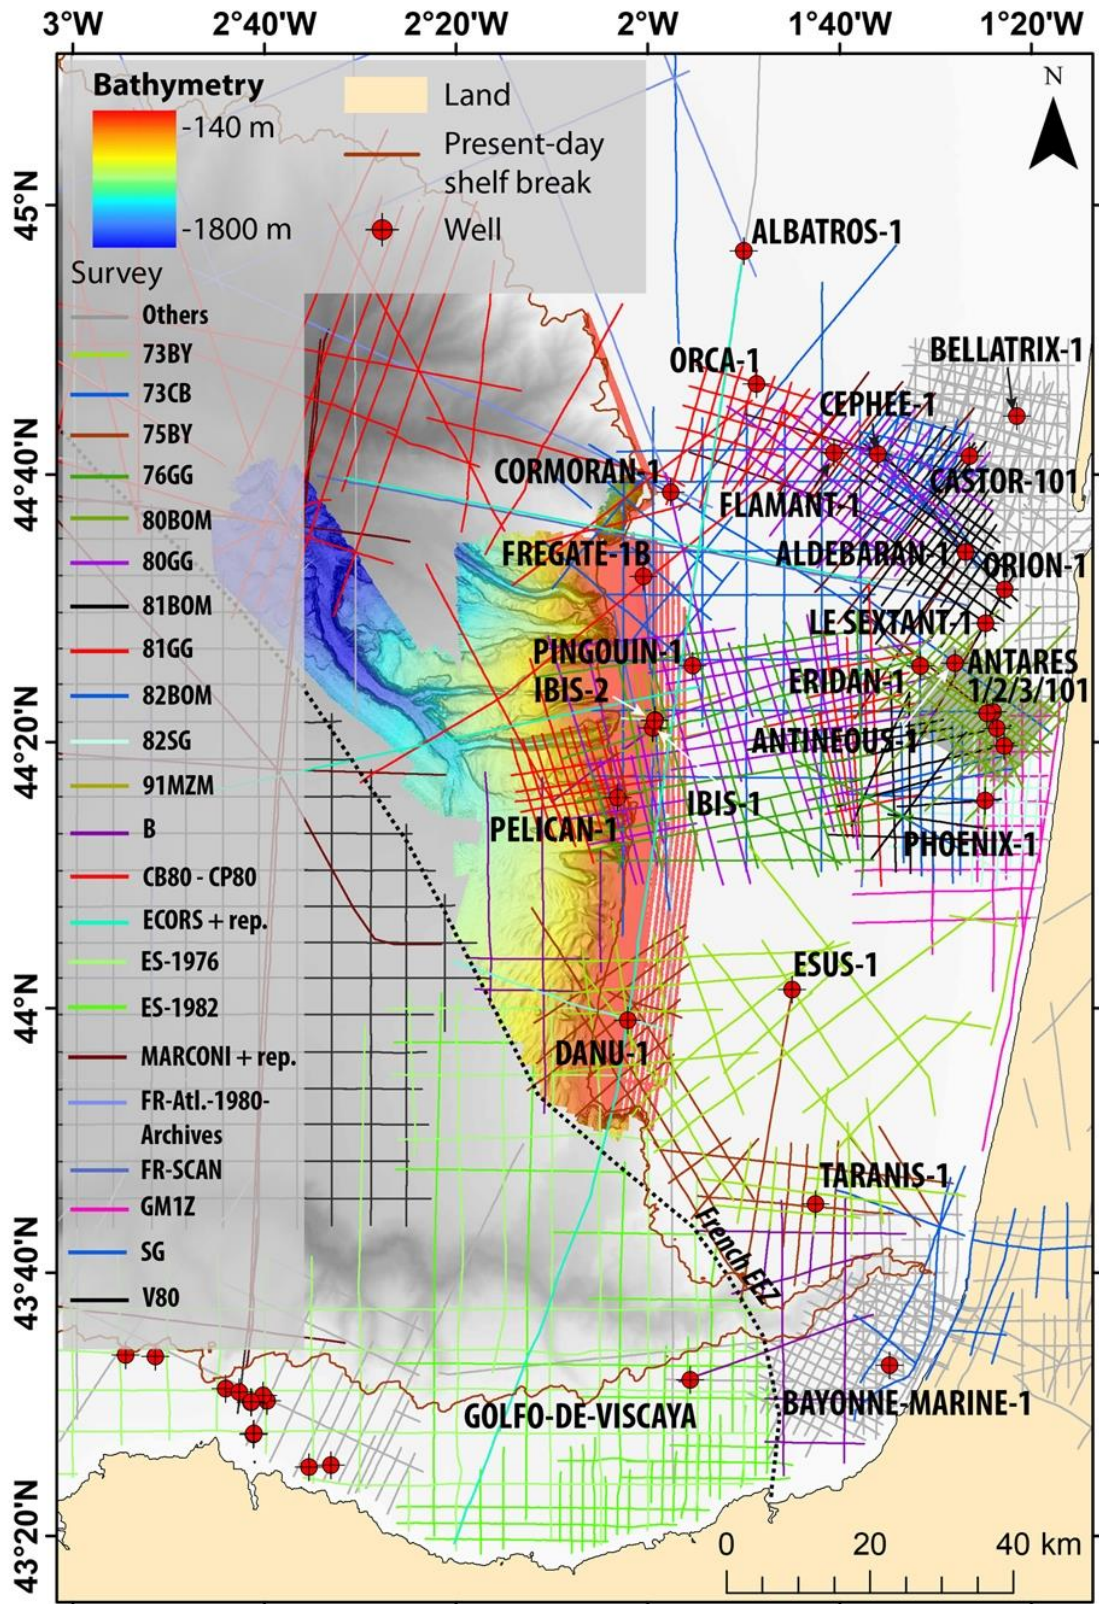 3°W 2°40'W 2°20'W 2°W 1°40'W 1°20'W
Bathymetry
-140 m
-1800 m
Land
Present-day
shelf break
Well
N
Survey
Others
73BY
73CB
75BY
76GG
80BOM
80GG
81BOM
81GG
82BOM
82SG
91MZM
B
CB80 - CP80
ECORS + rep.
ES-1976
ES-1982
MARCONI + rep.
FR-Atl.-1980-
Archives
FR-SCAN
GM1Z
SG
V80
45°N
44°40'N
44°20'N
44°N
43°40'N
43°20'N
ALBATROS-1
ORCA-1
BELLATRIX-1
CEPHEE-1
CORMORAN-1
CASTOR-101
FLAMANT-1
FREGATE-1B
ALDEBARAN-1
ORION-1
LE SEXTANT-1
PINGOUIN-1
ANTARES
1/2/3/101
ERIDAN-1
IBIS-2
ANTINEOUS-1
IBIS-1
PELICAN-1
PHOENIX-1
ESUS-1
DANU-1
TARANIS-1
French EEZ
GOLFO-DE-VISCAYA
BAYONNE-MARINE-1
0 20 40 km